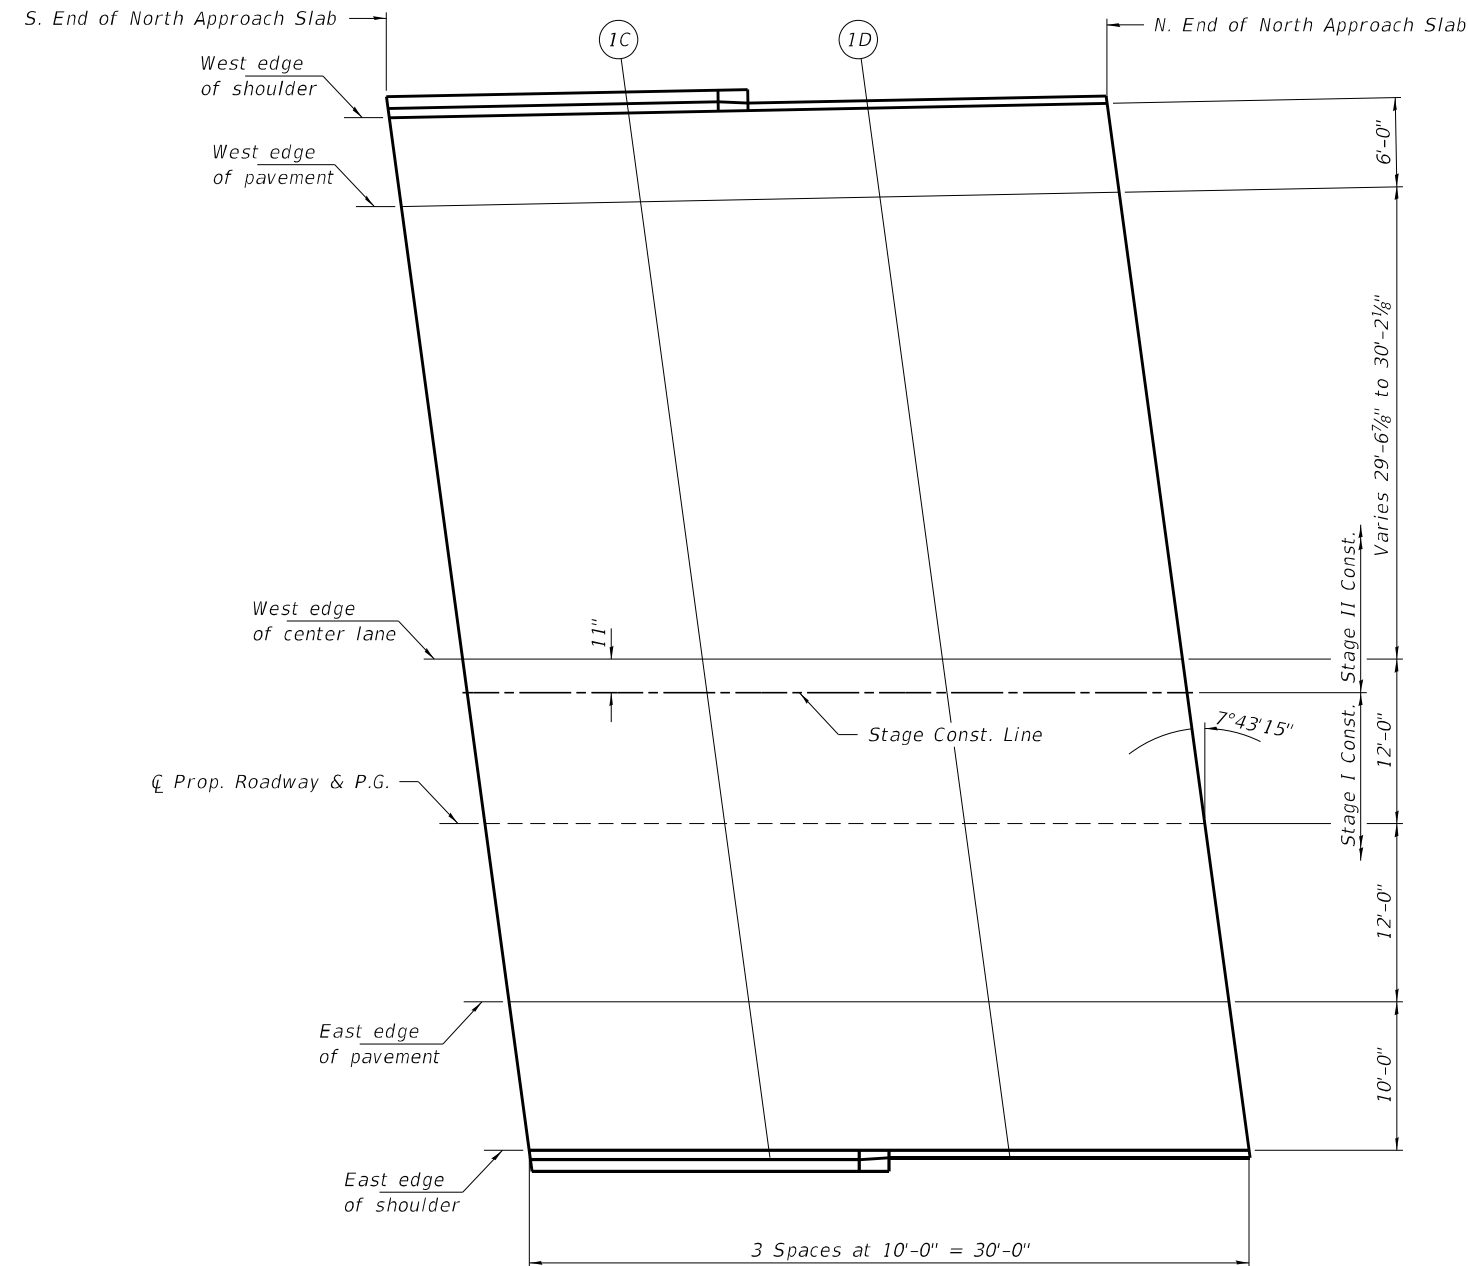 S. End of North Approach Slab
1C
1D
N. End of North Approach Slab
West edge
of shoulder
6'-0"
West edge
of pavement
Varies 29'-6⅞" to 30'-2⅛"
Stage II Const.
West edge
of center lane
11"
Stage Const. Line
7°43'15"
12'-0"
Stage I Const.
℄ Prop. Roadway & P.G.
12'-0"
East edge
of pavement
10'-0"
East edge
of shoulder
3 Spaces at 10'-0" = 30'-0"